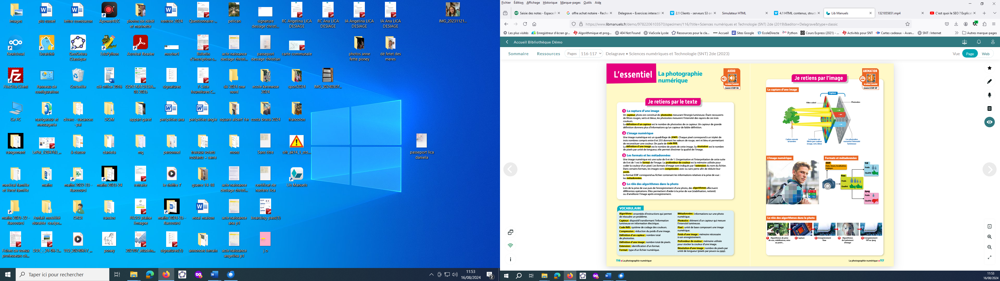 Images
plu cusset
lettre combacon
ApowerREC
photos de dédé et marinette
rentrée 2024
Questionnaire-...
pelican
signature desiage christi...
RC Angelina LICA DESIAGE
RC Ana LICA DESIAGE
IA Angelina LICA DESIAGE
IA Ana LICA DESIAGE
IMG_20231121...
Nextcloud
ScratchJr
GeoGebra Classique
EduPython
Acrobat Reader
mozine1
Bulletin d'inscription s...
acte naissance desiage christi...
passeport desiage christian
carte communale
photos anne fette poney
dé fetet des meres
FileZilla Client
Panneau de configuration
Corbeille
clé office 2016
CONTRATDESIA... 03 2025
signatures
7-Liste fournitures C...
ski 2024 one nord
ecole kermesse 2024
sport2024
IMG_20240507...
Ce PC
navigateur et messagerie
divers - vacances -pal
DCIM
appart garet
peripéties ana
peripéties angie
square albert 1er
costa brava 2024
francolon
rangement
LePal_1284763_...
à classer
daniela
mg
personnel
travaux volets roulants + serre
mons
Sans titre
sifr_ak14_1_std...
passeport lica daniela
medical famille et livret famille
maths
maths 2022-23 - Raccourci
maths 2023-24
retraite
le chiffre 7
guerre 14-18
acte naissance desiage christi...
certificat de nastere lica
Lib Manuels
maths 2021-22 - Raccourci
Forfait mobilité durable
ORDI
randos
PADD plaine limagne
maths 2024-25 - Raccourci
essai maison
acte naissance ana p1
boarding-pass(1)
Fiches de voeux professeurs cit...
DDT_-_24-06-2...
VID_20240617_...
poney
202107_etudein...
signatures(1)
annonces terrain
acte naissance angelina p1
j o
Taper ici pour rechercher
11:53
16/08/2024
2
Fichier Édition Affichage Historique Marque-pages Outils Aide
Saisie des notes - Espace P
offre achat notaire - Reche
Delagrave – Exercices interactif
2.1 Clients - serveurs S3 on
Simulateur HTML
4.1 HTML contenus, struct
Lib Manuels
1321855651.mp4
C'est quoi le SEO ? Explicat
https://www.libmanuels.fr/demo/9782206103570/specimen/116/?title=Sciences numériques et Technologie (SNT) 2de (2019)&editor=Delagrave&type=classic
Les plus visités
Enregistreur d'écran gr...
Algorithmique et prog...
404 Not Found
ViaScola Lycée
Ressources pour la cla...
Accueil
Sites Google
EcoleDirecte
Python
Cours Express (2021) - ...
Activités pour SNT
Cartes cadeaux - Avan...
SNT : Internet
Autres marque-pages
Accueil Bibliothèque Démo
Sommaire Ressources Pages 116-117 Delagrave • Sciences numériques et Technologie (SNT) 2de (2023)
Vue Page Web
L'essentiel
La photographie
numérique
AUDIO
Je retiens l'essentiel
Je retiens par le texte
1 La capture d'une image
Un capteur photo est constitué de photosites mesurant l'énergie lumineuse. Étant recouverts
de filtres rouges, verts et bleus, les photosites mesurent l'intensité des rayons de ces trois
couleurs.
La définition d'un capteur est le nombre de photosites de ce capteur. Un capteur de grande
définition donnera plus d'informations qu'un capteur de faible définition.
2 L'image numérique
Une image numérique est un quadrillage de pixels. Chaque pixel correspond à un triplet de
trois nombres compris entre 0 et 255 donnant les valeurs de rouge, vert et bleu et permettant
de reconstituer une couleur. On parle de code RVB.
La définition d'une image est le nombre de pixels de cette image. Sa résolution est le nombre
de pixels par unité de longueur, elle permet d'estimer la qualité de l'image.
3 Les formats et les métadonnées
Une image numérique est une suite de 0 et de 1. L'organisation et l'interprétation de cette suite
de 0 et de 1 est le format de l'image. La profondeur de couleur est la mémoire utilisée pour
coder la couleur d'un pixel. Les formats d'image sont indiqués par l'extension du nom du fichier.
Dans certains formats, les images sont compressées avec ou sans perte afin de réduire leur
poids.
Le format EXIF correspond au fichier contenant les informations relatives à la prise de vue :
les métadonnées.
4 Le rôle des algorithmes dans la photo
Lors de la prise de vue puis de l'enregistrement d'une photo, des algorithmes effectuent
différentes opérations. Elles permettent d'aider à la prise de vue (stabilisation, netteté)
ou d'améliorer l'image après enregistrement.
VOCABULAIRE
Algorithme : ensemble d'instructions qui permet
de résoudre un problème.
Capteur : dispositif transformant l'information
lumineuse en information électrique.
Code RVB : système de codage des couleurs.
Compression : réduction du poids d'une image.
Définition d'un capteur : nombre total
de photosites.
Définition d'une image : nombre total de pixels.
Extension : identification d'un format.
Format : type d'un fichier numérique.
Métadonnées : informations sur une photo
numérique.
Photosite : élément d'un capteur qui mesure
l'intensité lumineuse.
Pixel : unité de base composant une image
numérique.
Poids d'une image : mémoire nécessaire
à son enregistrement.
Profondeur de couleur : mémoire utilisée
pour stocker la couleur d'une image.
Résolution d'une image : nombre de pixels par
unité de longueur (pixels par pouce ou ppp).
116 • La photographie numérique
Je retiens par l'image
ANIMATION
Je retiens l'essentiel
La capture d'une image
Capteur
Filtre coloré
Photosites
L'arbre renvoie
la lumière
La lumière est
filtrée par couleur
(rouge, vert, bleu)
Les photosites
mesurent l'intensité
lumineuse
L'image numérique
Pixel
R : 33
V : 116
B : 182
Formats et métadonnées
EXIF
Date, heure, localisation,
réglages
Raw
Poids
Qualité
Tiff
Poids
Qualité
Jpeg
Poids
Qualité
Le rôle des algorithmes dans la photo
1 Algorithmes de prise
de vue, stabilisateur, mise
au point...
2 Capture
3 Enregistrement
Raw
4 Algorithmes
de traitement
d'image
5 Enregistrement
Tiff ou Jpeg
La photographie numérique • 117
11:53
16/08/2024